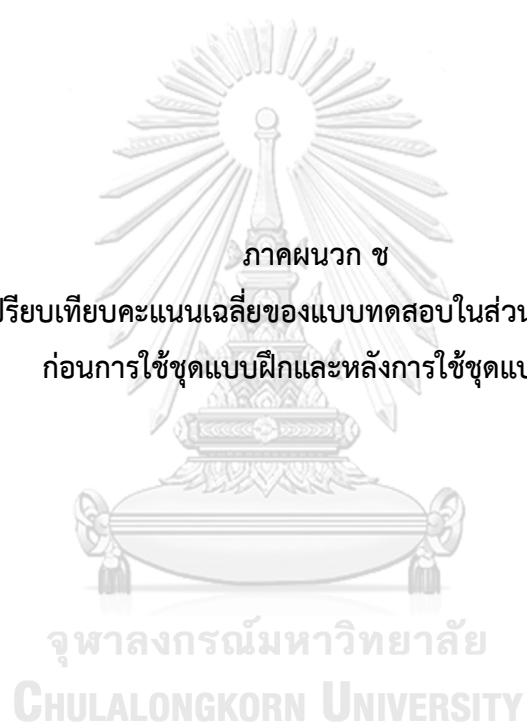 ภาคผนวก ช
ปรียบเทียบคะแนนเฉลี่ยของแบบทดสอบในส่วน
ก่อนการใช้ชุดแบบฝึกและหลังการใช้ชุดแบ
จุฬาลงกรณ์มหาวิทยาลัย
CHULALONGKORN UNIVERSITY